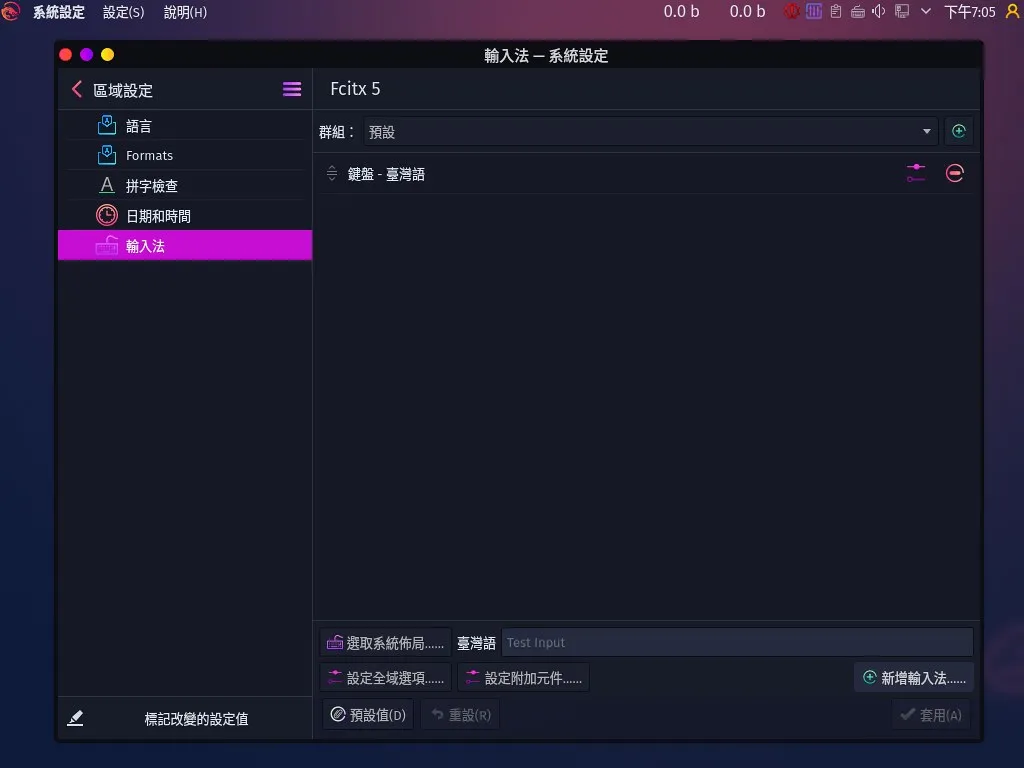 系統設定 設定(S) 說明(H) 0.0 b 0.0 b 下午7:05
輸入法 — 系統設定
區域設定
Fcitx 5
語言
Formats
拼字檢查
日期和時間
輸入法
群組： 預設
鍵盤 - 臺灣語
選取系統佈局...... 臺灣語 Test Input
設定全域選項...... 設定附加元件...... 新增輸入法......
標記改變的設定值
預設值(D) 重設(R) 套用(A)